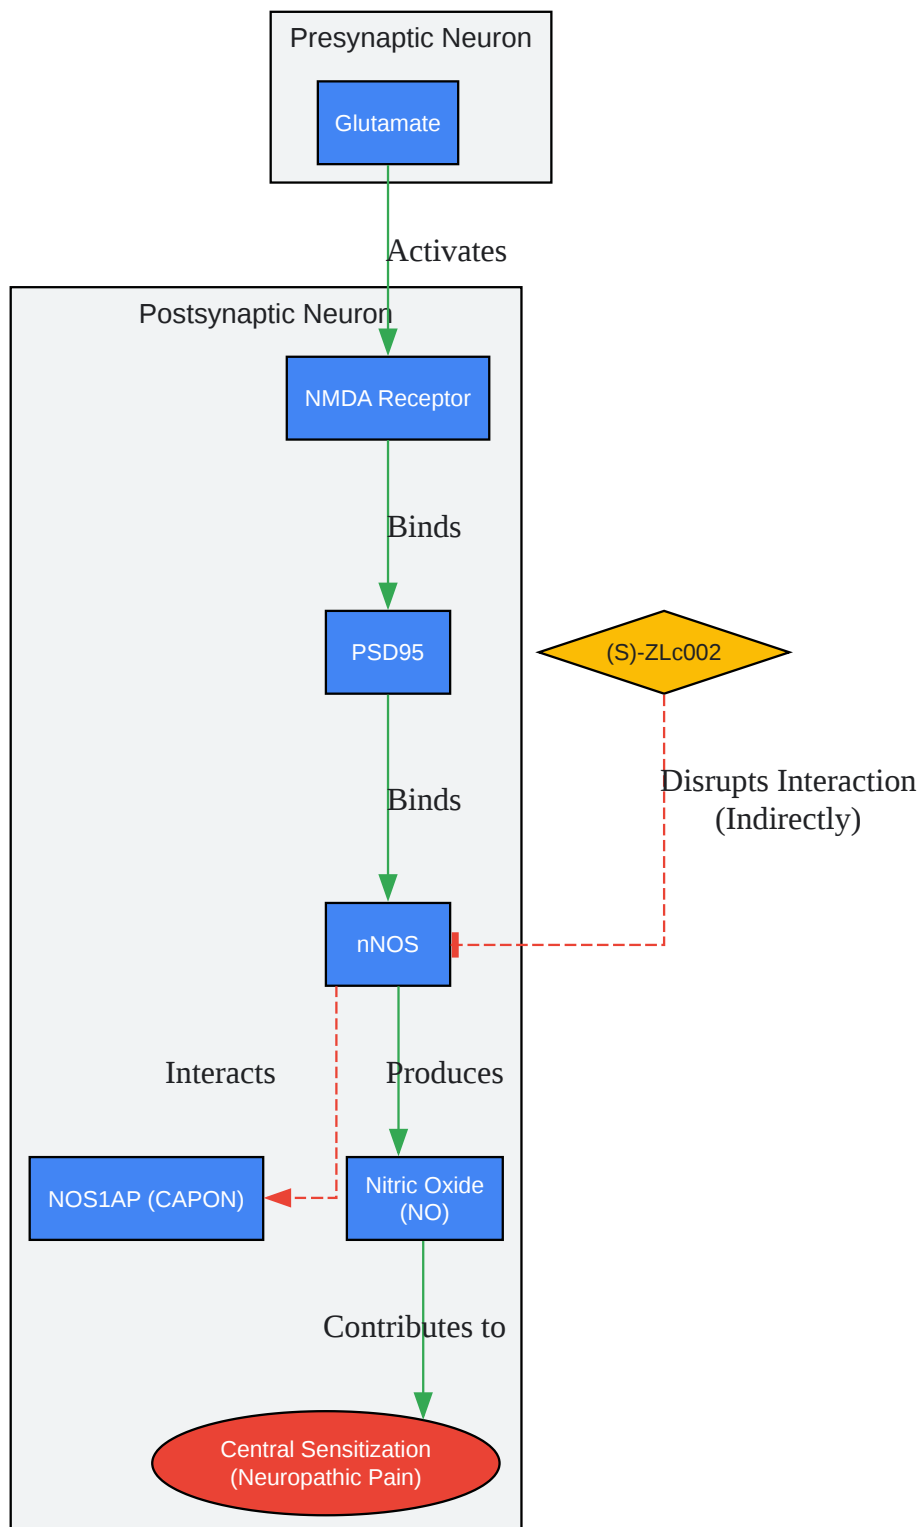 Presynaptic Neuron
Glutamate
Activates
Postsynaptic Neuron
NMDA Receptor
Binds
PSD95
(S)-ZLc002
Disrupts Interaction
(Indirectly)
Binds
nNOS
Interacts
Produces
NOS1AP (CAPON)
Nitric Oxide
(NO)
Contributes to
Central Sensitization
(Neuropathic Pain)